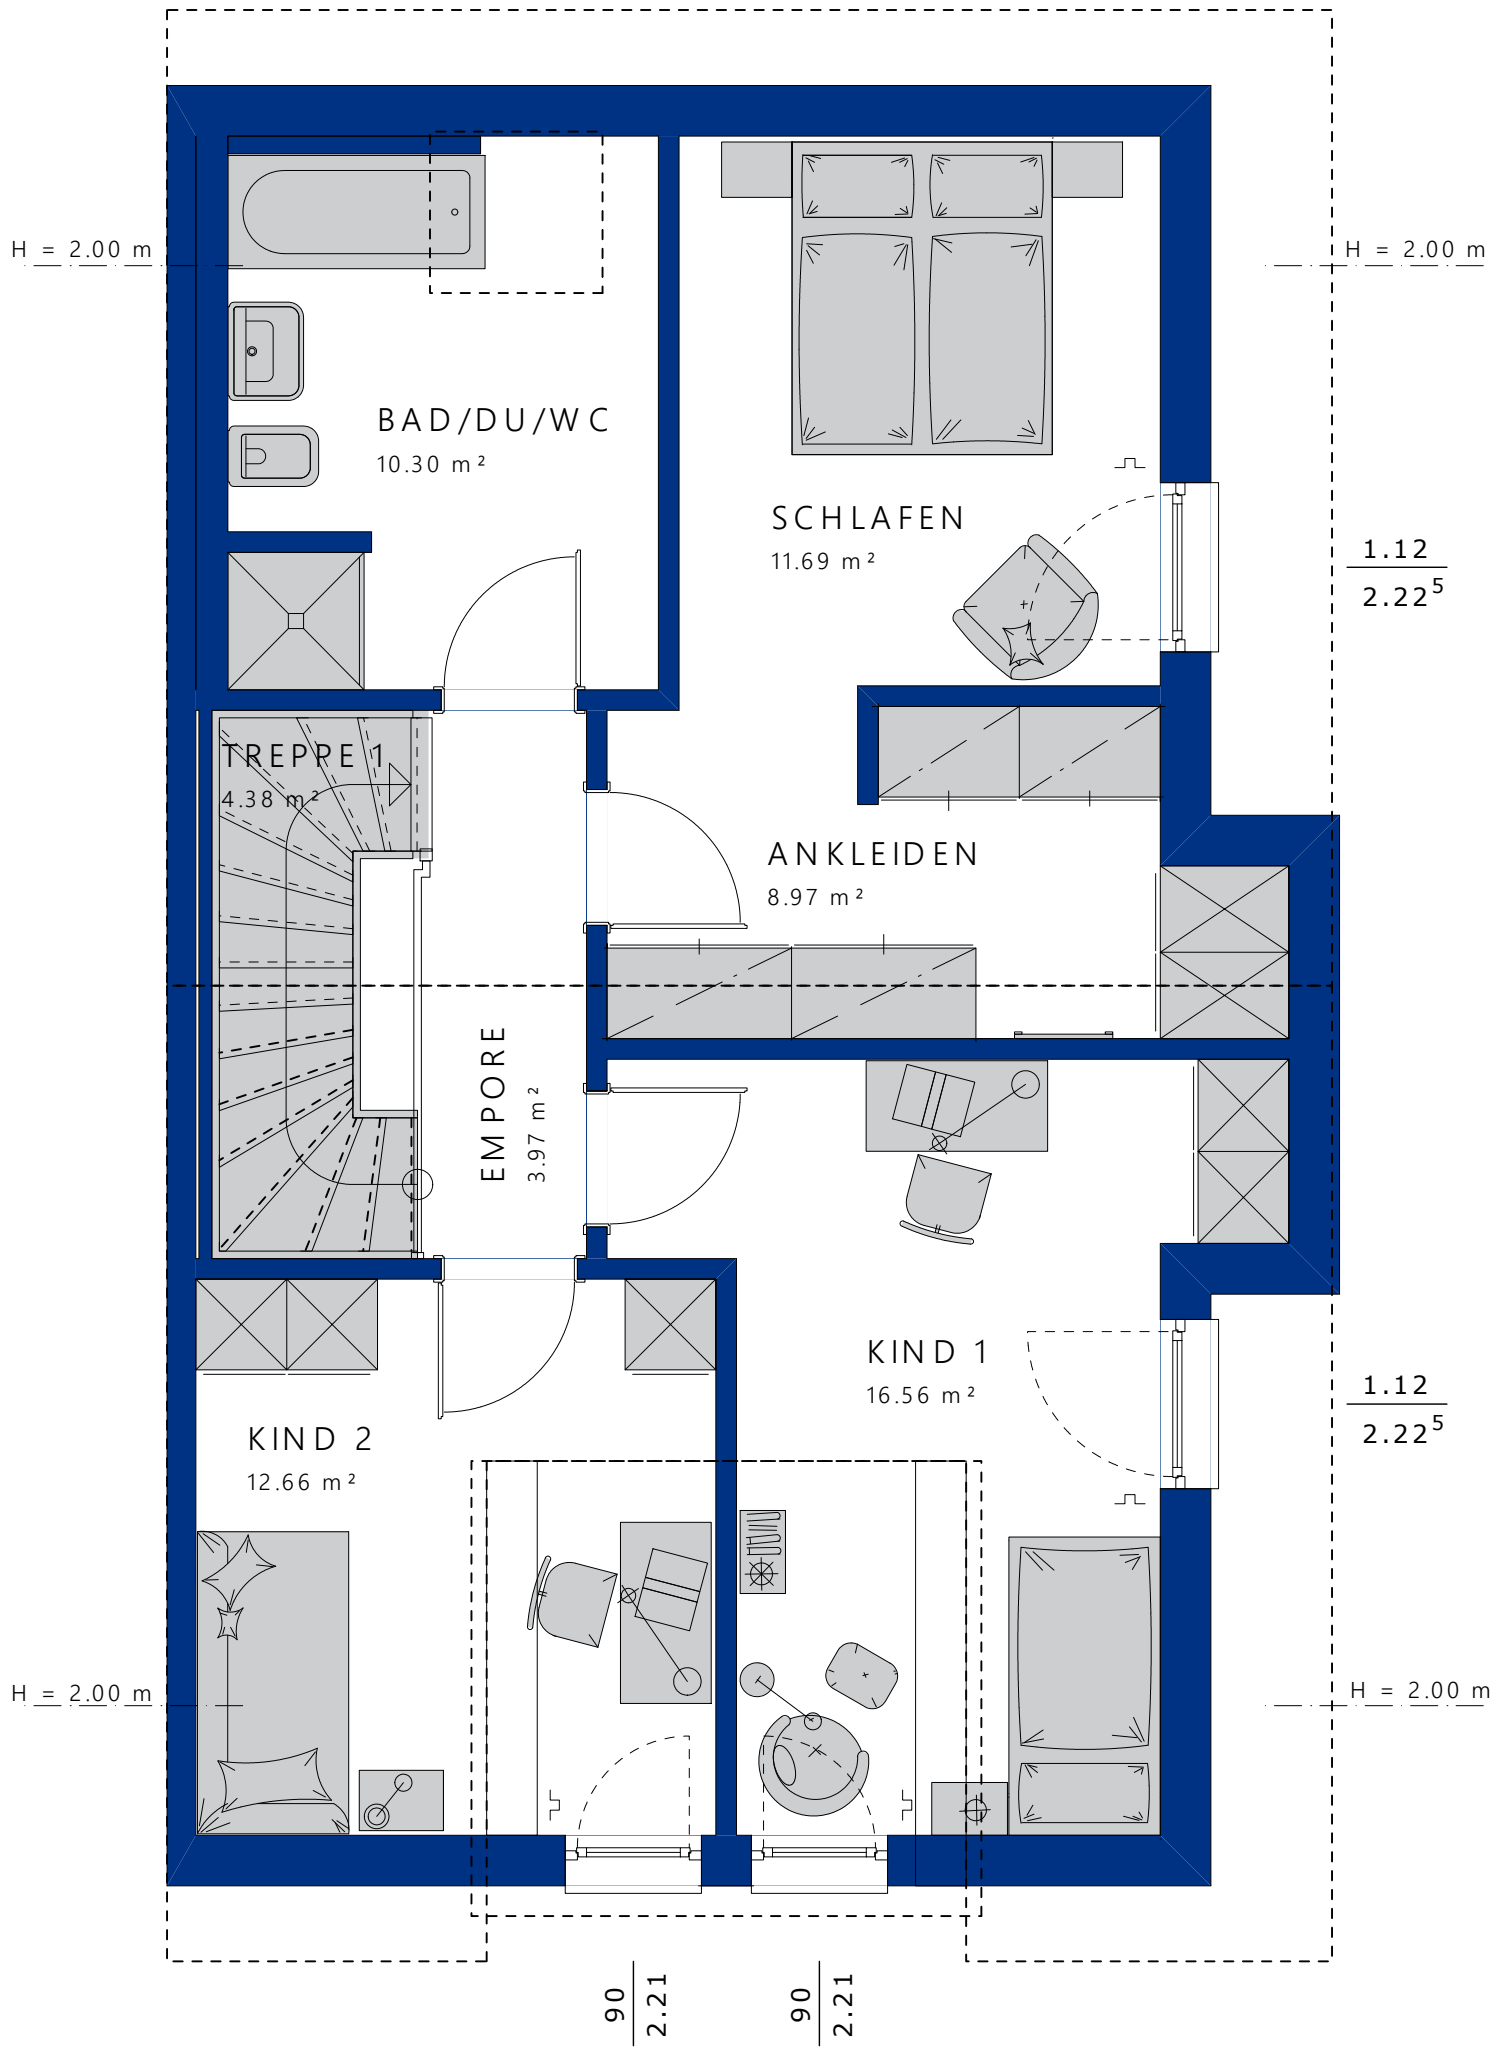 H = 2.00 m
H = 2.00 m
BAD/DU/WC
10.30 m²
SCHLAFEN
11.69 m²
1.12
2.22⁵
TREPPE 1
4.38 m²
ANKLEIDEN
8.97 m²
EMPORE
3.97 m²
KIND 1
16.56 m²
1.12
2.22⁵
KIND 2
12.66 m²
H = 2.00 m
H = 2.00 m
90
2.21
90
2.21